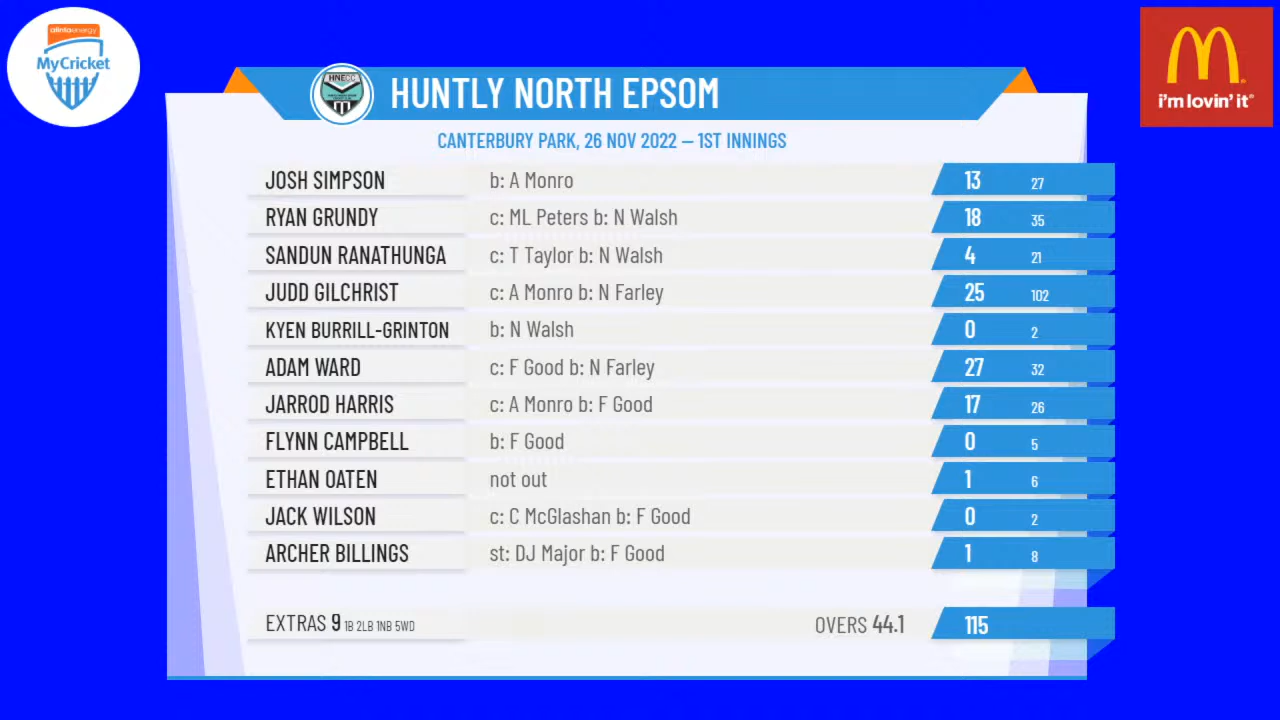 alintaenergy
MyCricket
i'm lovin' it®
HNECC
HUNTLY NORTH EPSOM
CANTERBURY PARK, 26 NOV 2022 – 1ST INNINGS
JOSH SIMPSON b: A Monro 13 27
RYAN GRUNDY c: ML Peters b: N Walsh 18 35
SANDUN RANATHUNGA c: T Taylor b: N Walsh 4 21
JUDD GILCHRIST c: A Monro b: N Farley 25 102
KYEN BURRILL-GRINTON b: N Walsh 0 2
ADAM WARD c: F Good b: N Farley 27 32
JARROD HARRIS c: A Monro b: F Good 17 26
FLYNN CAMPBELL b: F Good 0 5
ETHAN OATEN not out 1 6
JACK WILSON c: C McGlashan b: F Good 0 2
ARCHER BILLINGS st: DJ Major b: F Good 1 8
EXTRAS 9 1B 2LB 1NB 5WD OVERS 44.1 115